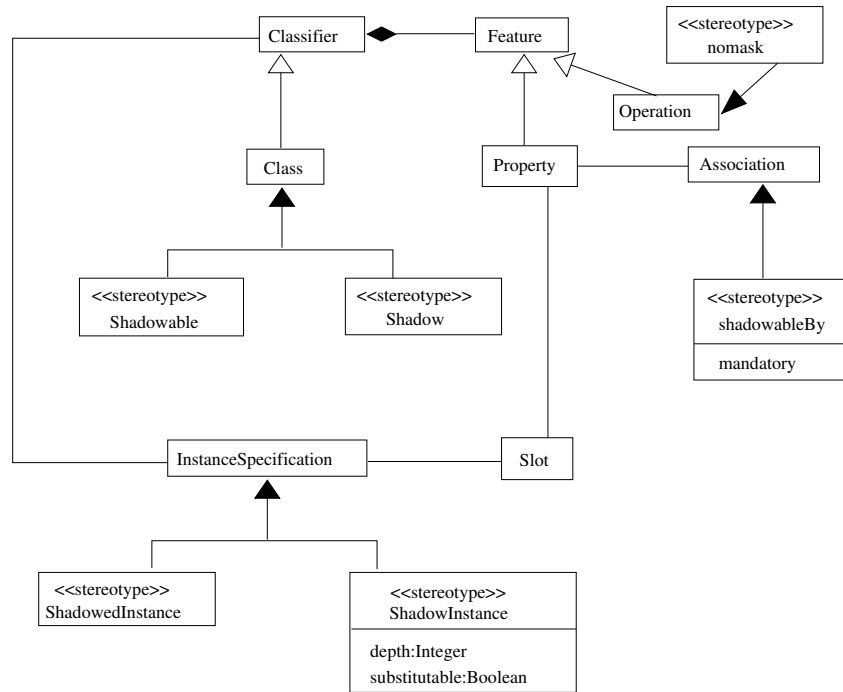 Classifier
Feature
<<stereotype>>
nomask
Operation
Class
Property
Association
<<stereotype>>
Shadowable
<<stereotype>>
Shadow
<<stereotype>>
shadowableBy
mandatory
InstanceSpecification
Slot
<<stereotype>>
ShadowedInstance
<<stereotype>>
ShadowInstance
depth:Integer
substitutable:Boolean